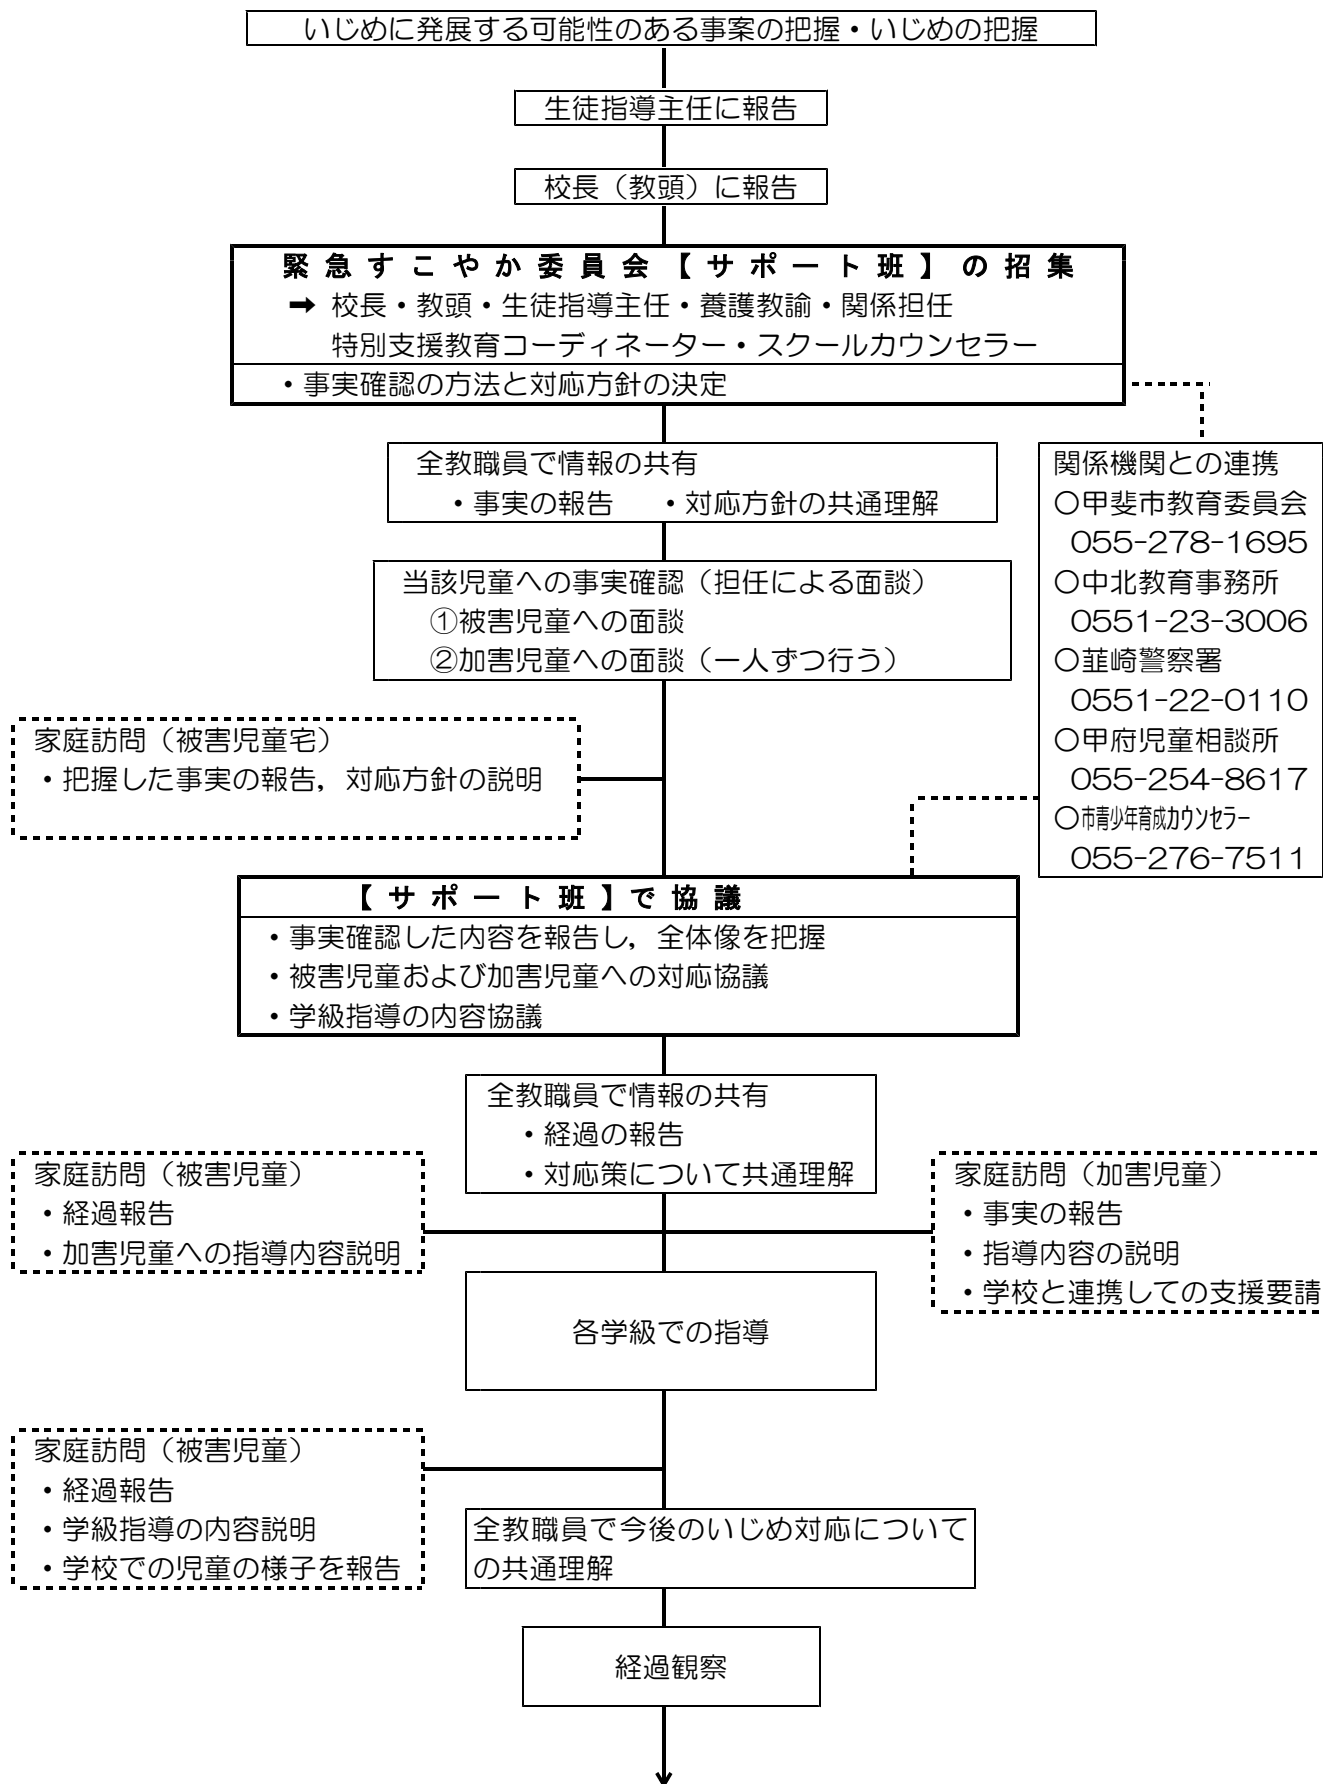 いじめに発展する可能性のある事案の把握・いじめの把握
生徒指導主任に報告
校長（教頭）に報告
緊急すこやか委員会【サポート班】の招集
➡ 校長・教頭・生徒指導主任・養護教諭・関係担任
特別支援教育コーディネーター・スクールカウンセラー
・事実確認の方法と対応方針の決定
全教職員で情報の共有
・事実の報告　・対応方針の共通理解
関係機関との連携
〇甲斐市教育委員会
055-278-1695
〇中北教育事務所
0551-23-3006
〇韮崎警察署
0551-22-0110
〇甲府児童相談所
055-254-8617
〇市青少年育成カウンセラー
055-276-7511
当該児童への事実確認（担任による面談）
①被害児童への面談
②加害児童への面談（一人ずつ行う）
家庭訪問（被害児童宅）
・把握した事実の報告，対応方針の説明
【サポート班】で協議
・事実確認した内容を報告し，全体像を把握
・被害児童および加害児童への対応協議
・学級指導の内容協議
全教職員で情報の共有
・経過の報告
・対応策について共通理解
家庭訪問（被害児童）
・経過報告
・加害児童への指導内容説明
家庭訪問（加害児童）
・事実の報告
・指導内容の説明
・学校と連携しての支援要請
各学級での指導
家庭訪問（被害児童）
・経過報告
・学級指導の内容説明
・学校での児童の様子を報告
全教職員で今後のいじめ対応について
の共通理解
経過観察